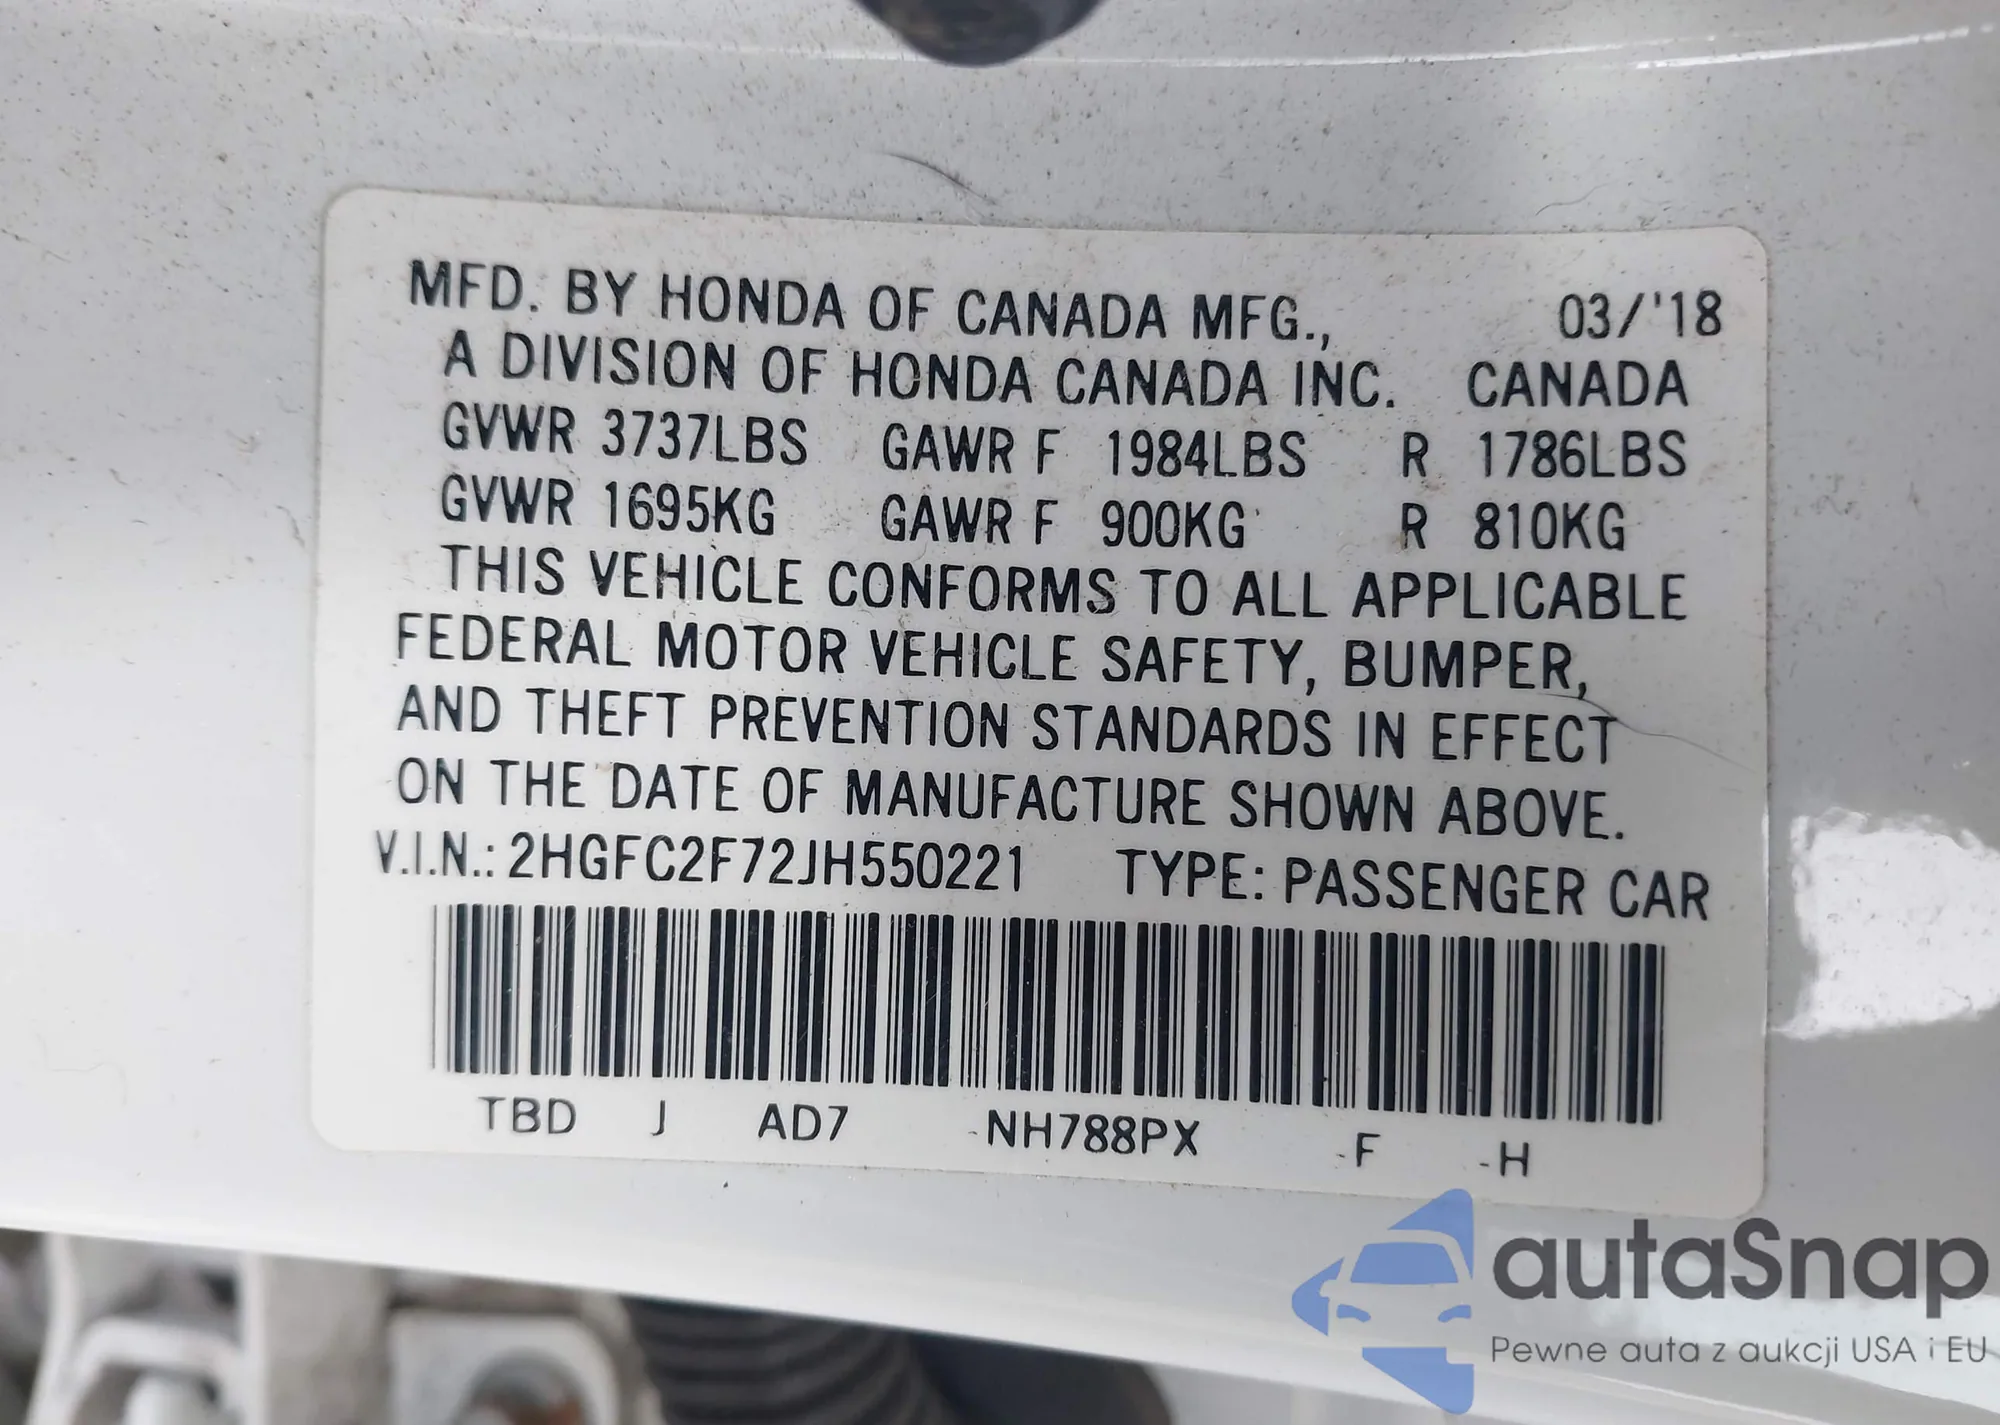 MFD. BY HONDA OF CANADA MFG., 03/'18
A DIVISION OF HONDA CANADA INC. CANADA
GVWR 3737LBS GAWR F 1984LBS R 1786LBS
GVWR 1695KG GAWR F 900KG R 810KG
THIS VEHICLE CONFORMS TO ALL APPLICABLE
FEDERAL MOTOR VEHICLE SAFETY, BUMPER,
AND THEFT PREVENTION STANDARDS IN EFFECT
ON THE DATE OF MANUFACTURE SHOWN ABOVE.
V.I.N.: 2HGFC2F72JH550221 TYPE: PASSENGER CAR
TBD J AD7 -NH788PX -F -H
autaSnap
Pewne auta z aukcji USA i EU